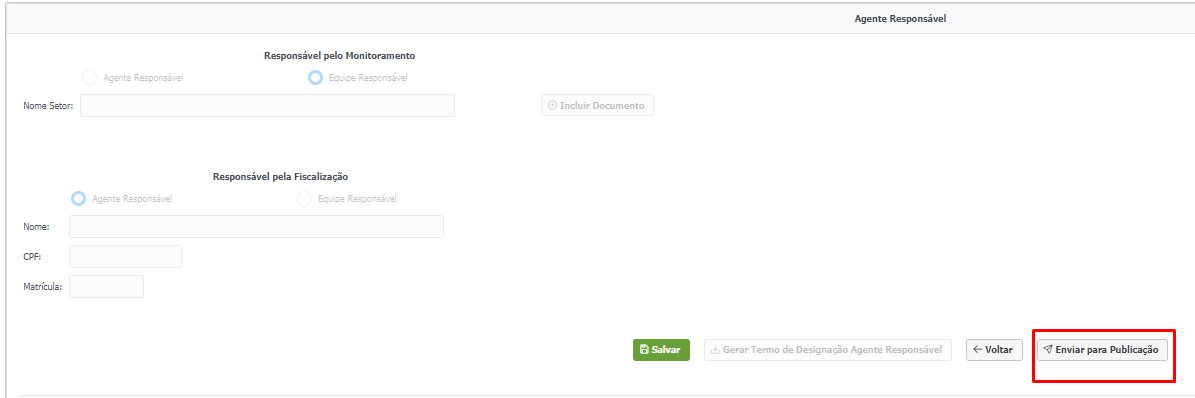 Agente Responsável
Responsável pelo Monitoramento
Agente Responsável Equipe Responsável
Nome Setor: Incluir Documento
Responsável pela Fiscalização
Agente Responsável Equipe Responsável
Nome:
CPF:
Matrícula:
Salvar Gerar Termo de Designação Agente Responsável Voltar Enviar para Publicação